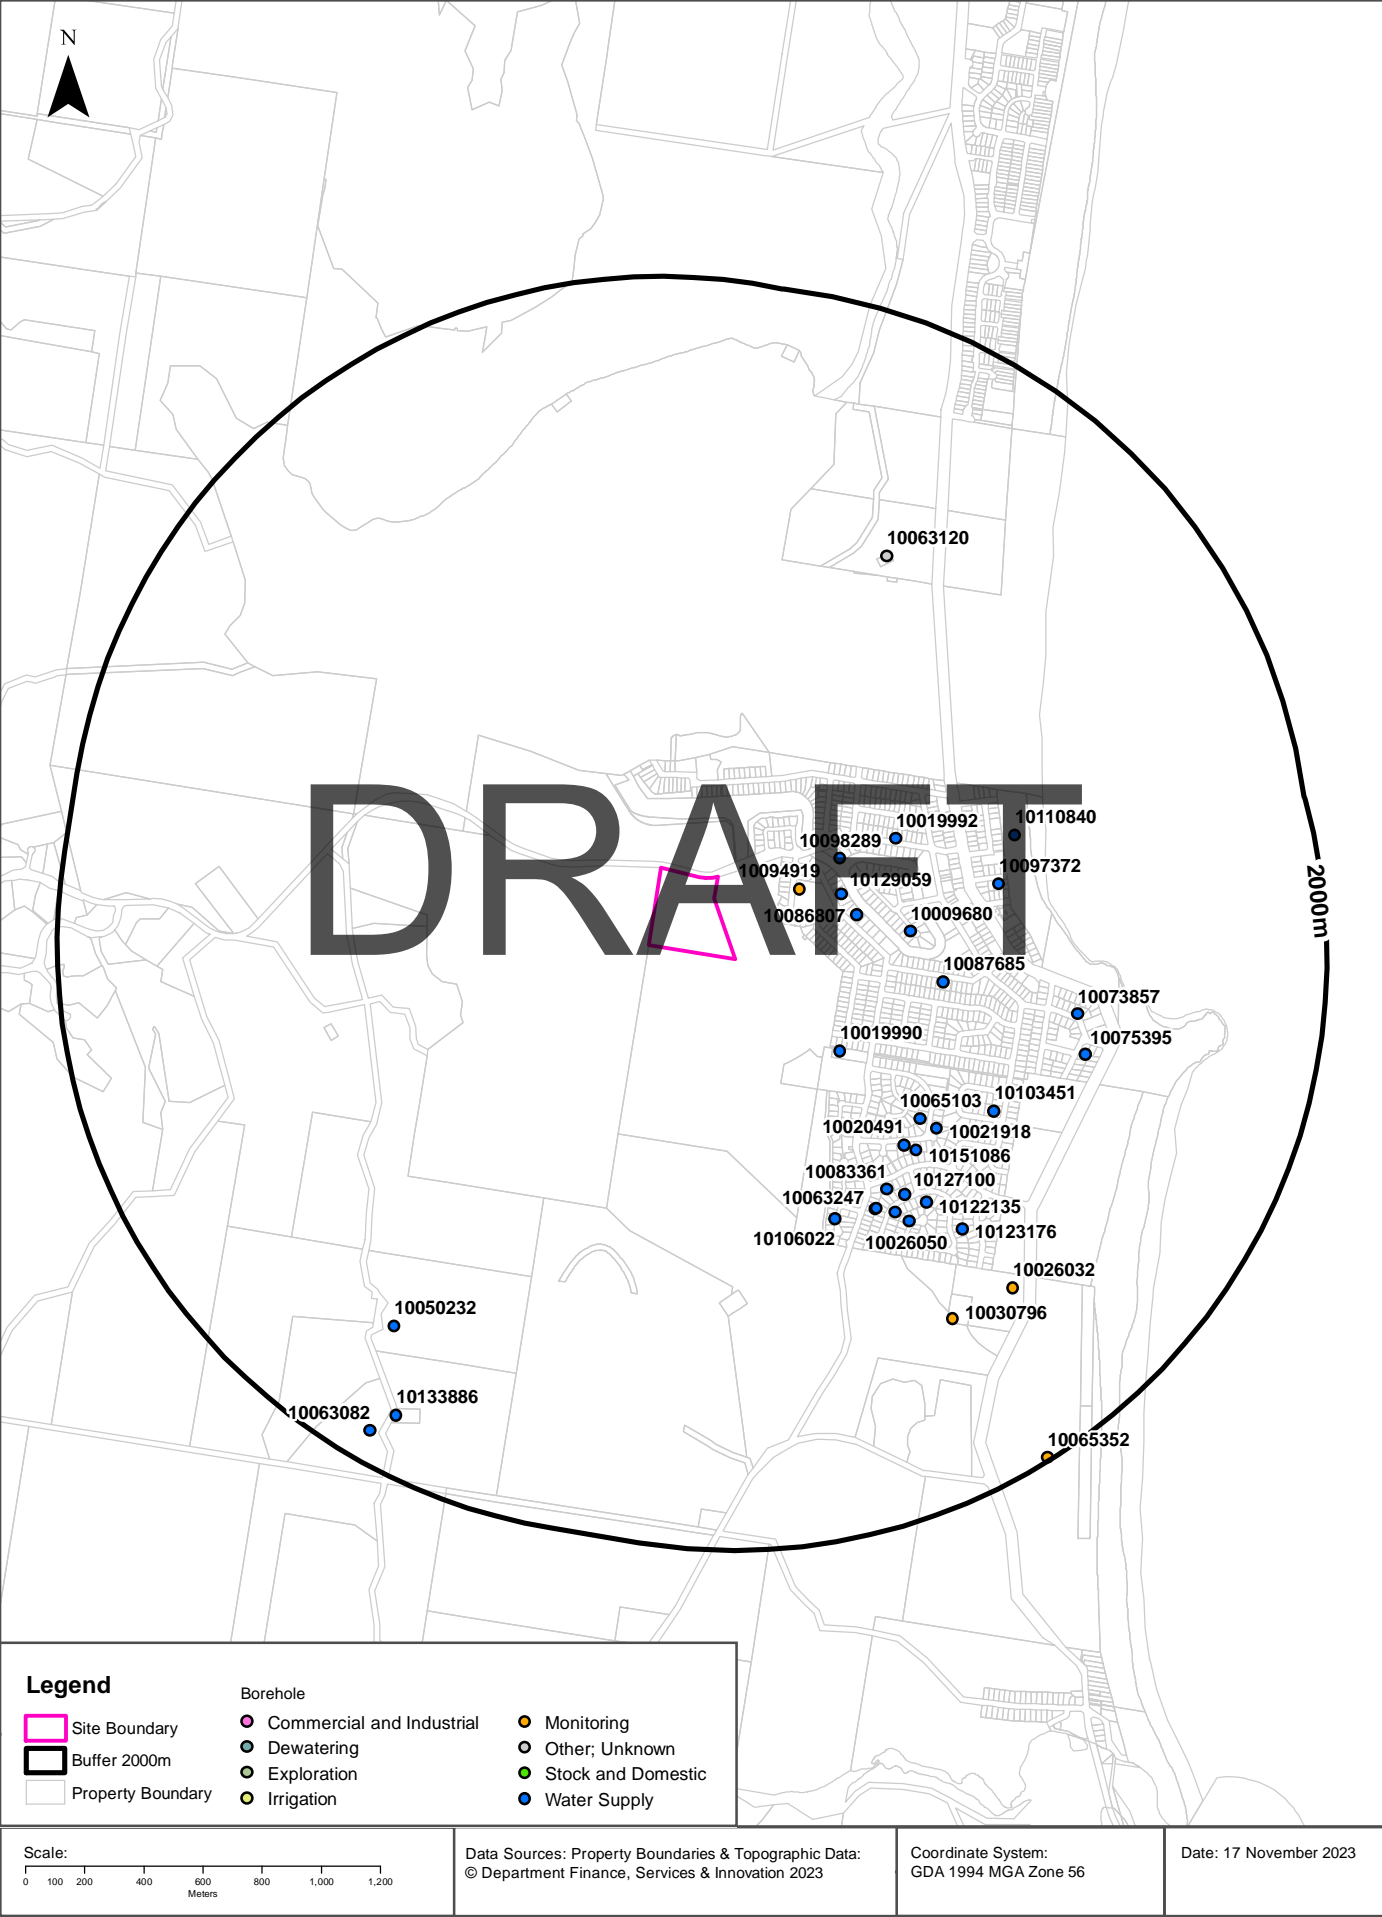 N
10063120
DRAFT
10019992
10110840
10098289
10097372
10094919
10129059
10086807
10009680
2000m
10087685
10073857
10019990
10075395
10103451
10065103
10020491
10021918
10151086
10083361
10127100
10063247
10122135
10106022
10026050
10123176
10026032
10050232
10030796
10133886
10063082
10065352
Legend
Site Boundary
Buffer 2000m
Property Boundary
Borehole
Commercial and Industrial
Dewatering
Exploration
Irrigation
Monitoring
Other; Unknown
Stock and Domestic
Water Supply
Scale:
0 100 200 400 600 800 1,000 1,200
Meters
Data Sources: Property Boundaries & Topographic Data:
© Department Finance, Services & Innovation 2023
Coordinate System:
GDA 1994 MGA Zone 56
Date: 17 November 2023